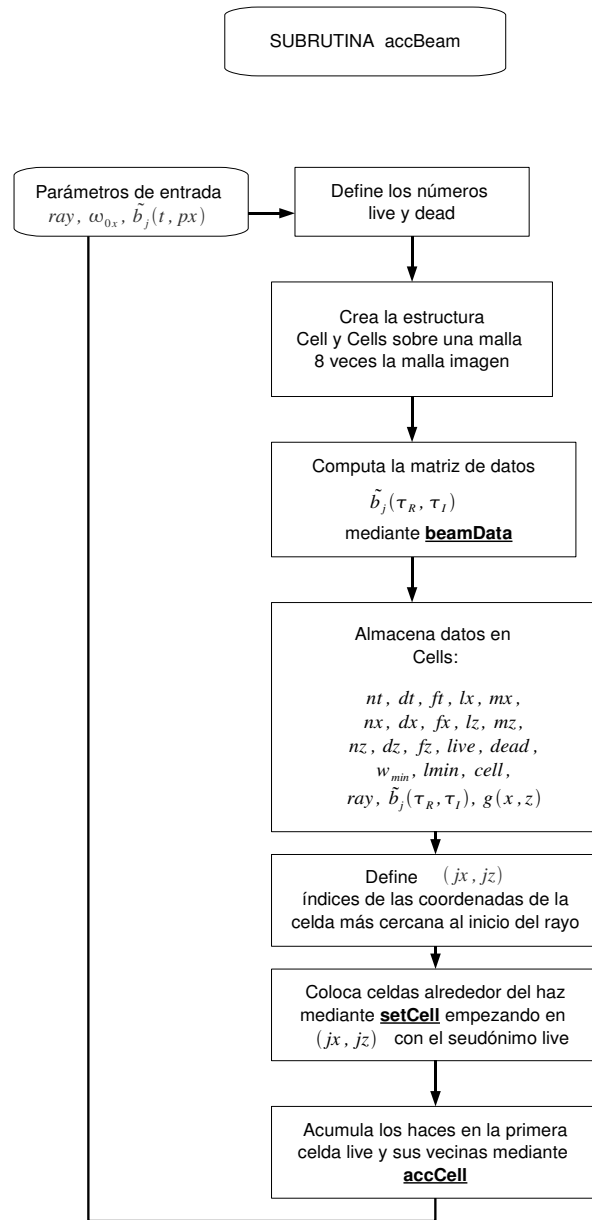 SUBRUTINA accBeam
Parámetros de entrada
ray, ω₀ₓ, b̃ⱼ(t, px)
Define los números
live y dead
Crea la estructura
Cell y Cells sobre una malla
8 veces la malla imagen
Computa la matriz de datos
b̃ⱼ(τ_R, τ_I)
mediante beamData
Almacena datos en
Cells:
nt, dt, ft, lx, mx,
nx, dx, fx, lz, mz,
nz, dz, fz, live, dead,
w_min, lmin, cell,
ray, b̃ⱼ(τ_R, τ_I), g(x, z)
Define (jx, jz)
índices de las coordenadas de la
celda más cercana al inicio del rayo
Coloca celdas alrededor del haz
mediante setCell empezando en
(jx, jz) con el seudónimo live
Acumula los haces en la primera
celda live y sus vecinas mediante
accCell